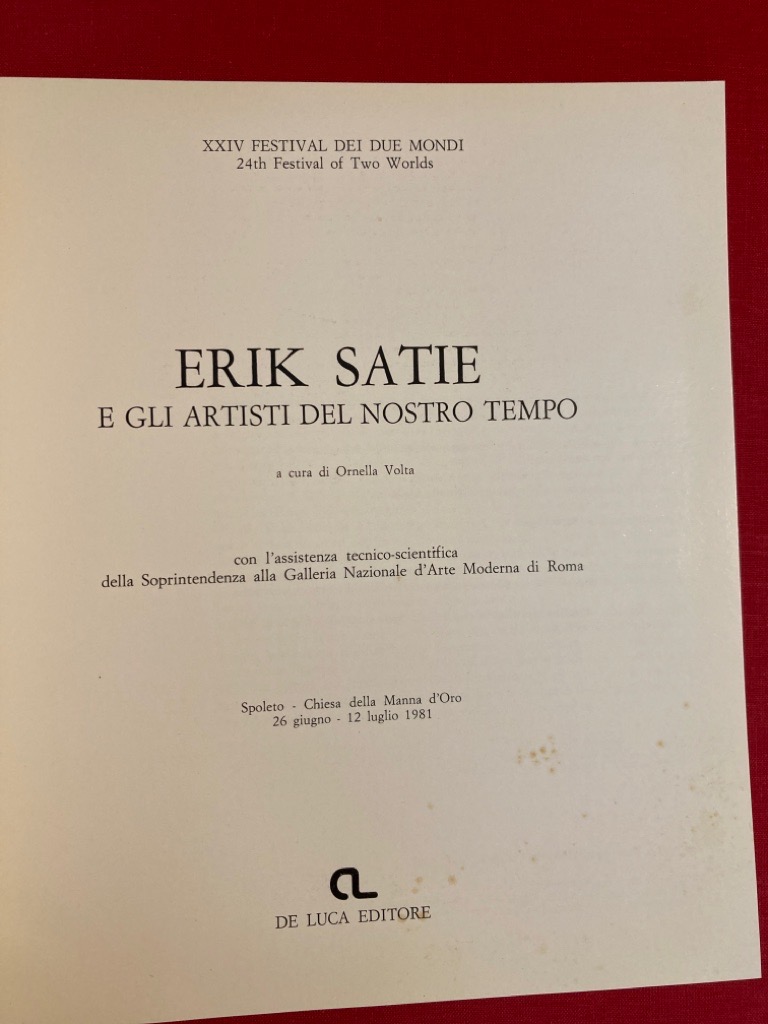 XXIV FESTIVAL DEI DUE MONDI
24th Festival of Two Worlds
ERIK SATIE
E GLI ARTISTI DEL NOSTRO TEMPO
a cura di Ornella Volta
con l'assistenza tecnico-scientifica
della Soprintendenza alla Galleria Nazionale d'Arte Moderna di Roma
Spoleto - Chiesa della Manna d'Oro
26 giugno - 12 luglio 1981
DE LUCA EDITORE